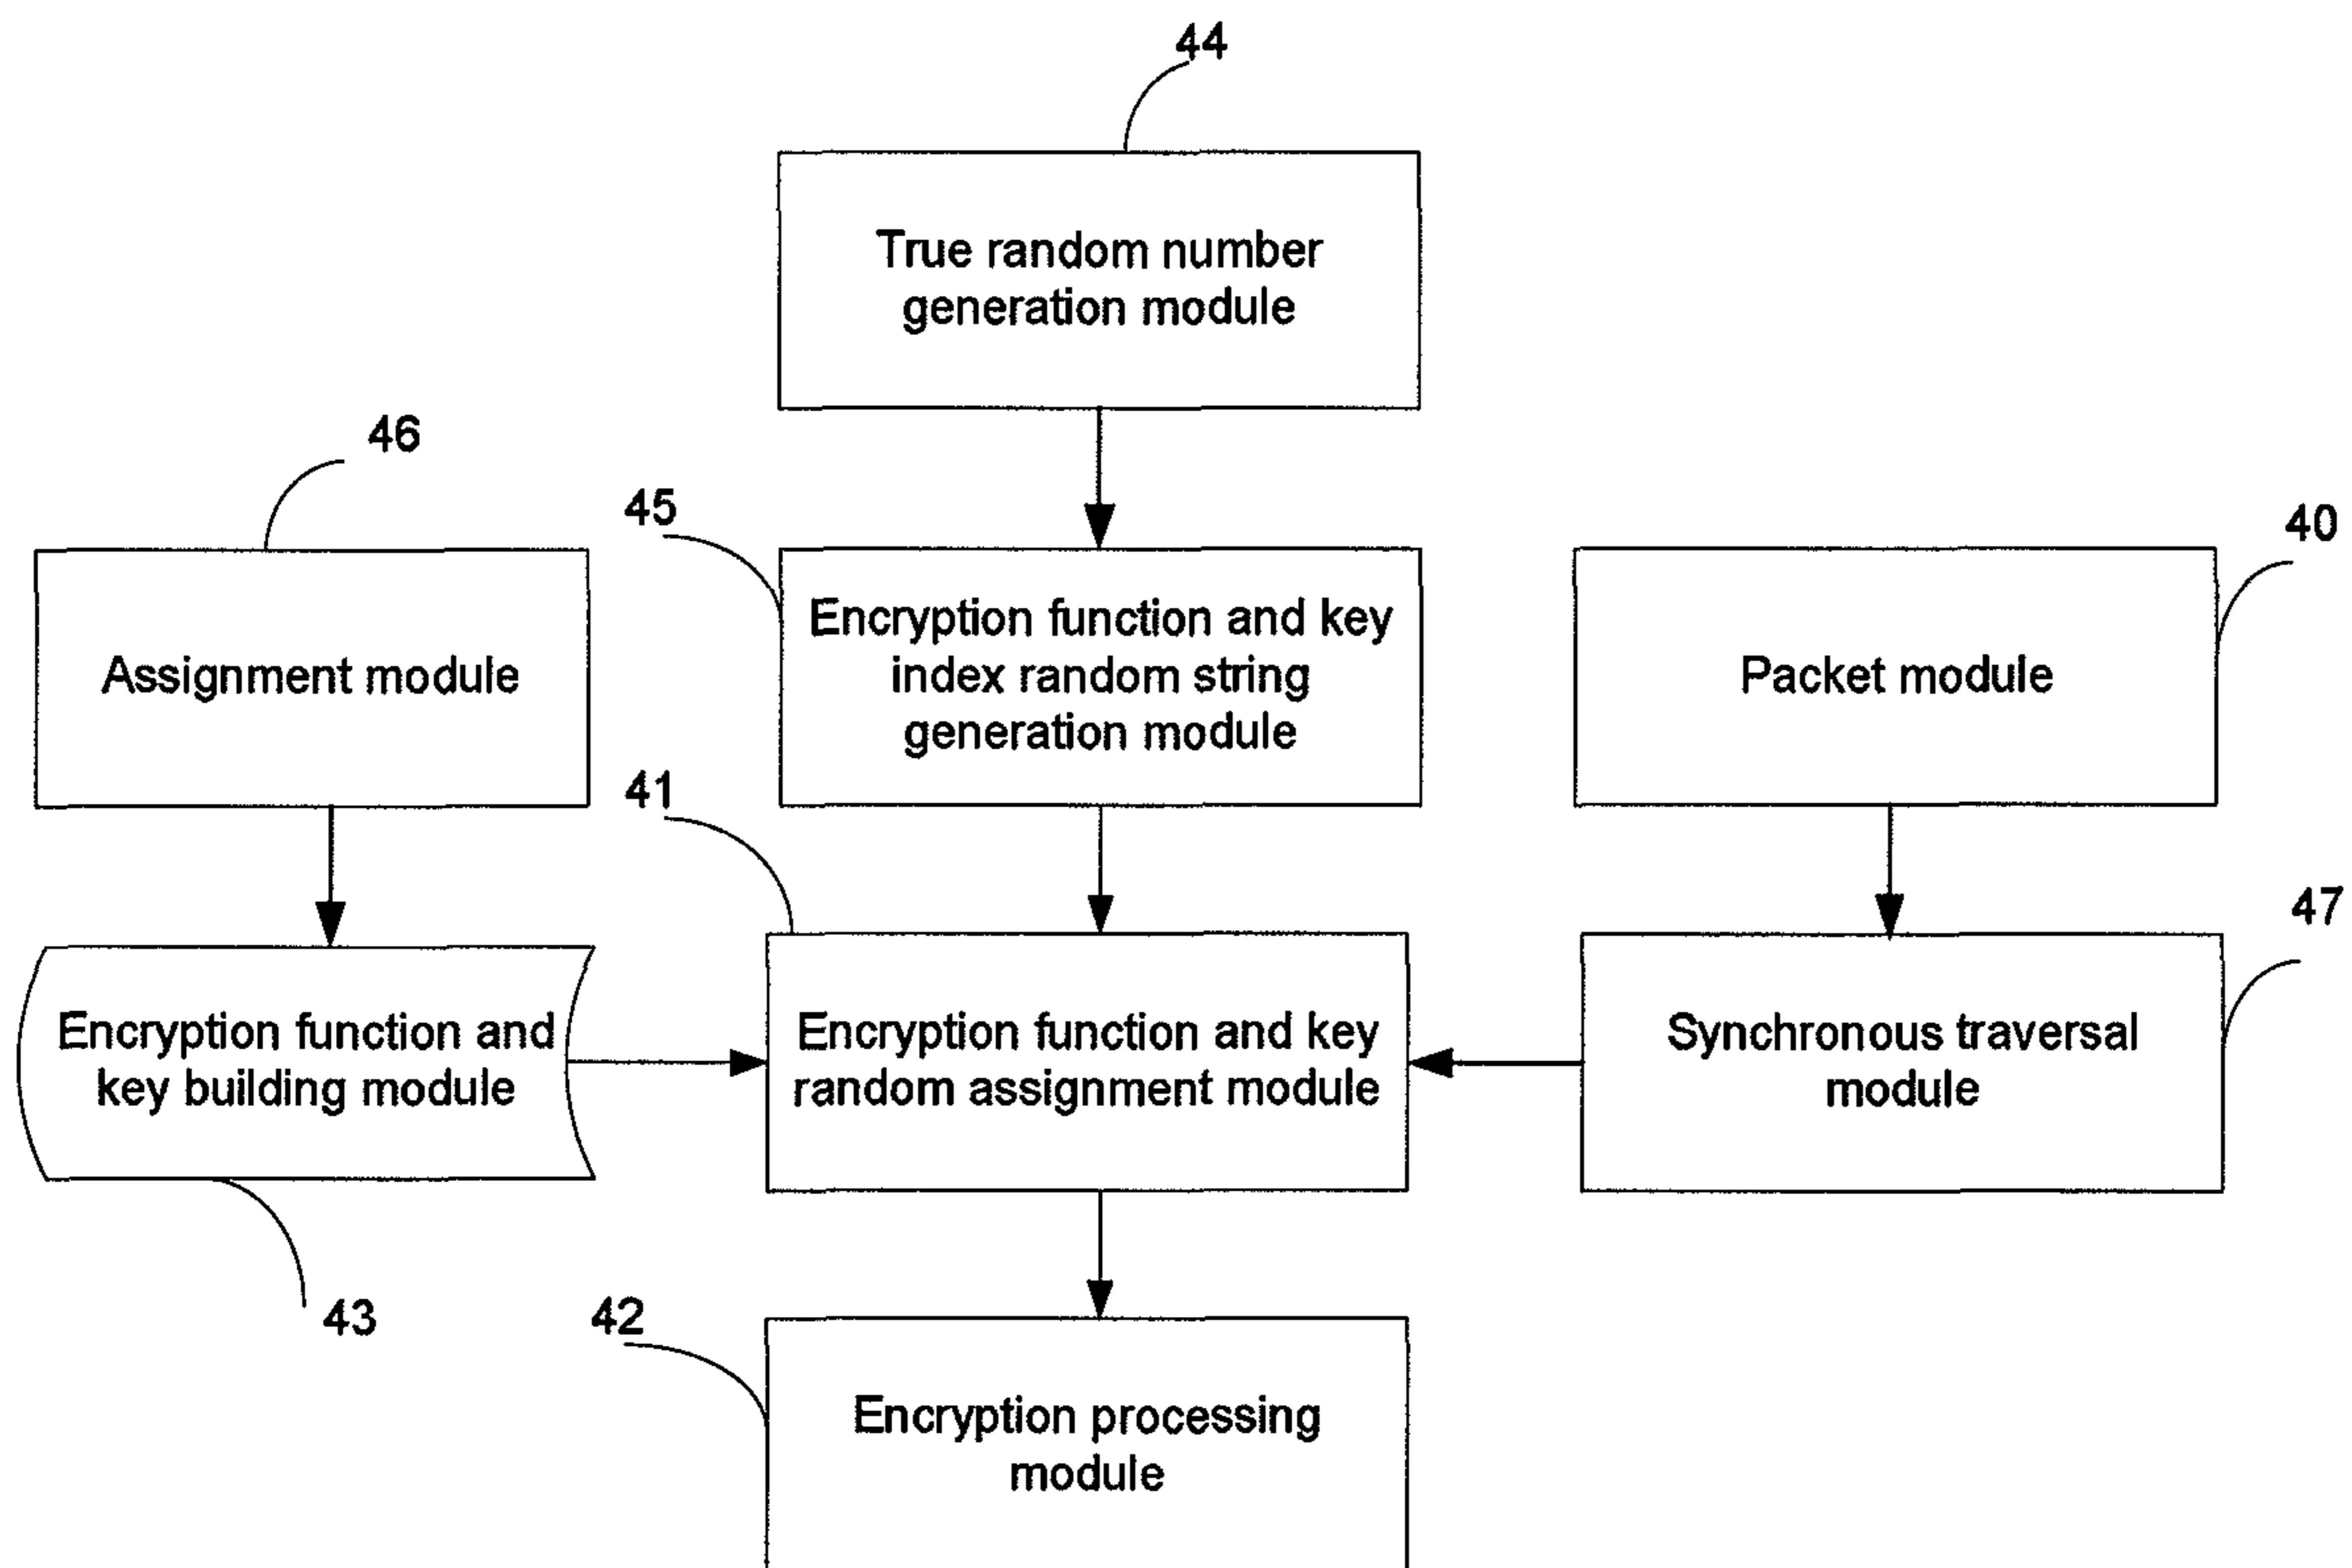 44
True random number
generation module
46
45
40
Assignment module
Encryption function and key
index random string
generation module
Packet module
41
47
Encryption function and
key building module
Encryption function and key
random assignment module
Synchronous traversal
module
43
42
Encryption processing
module